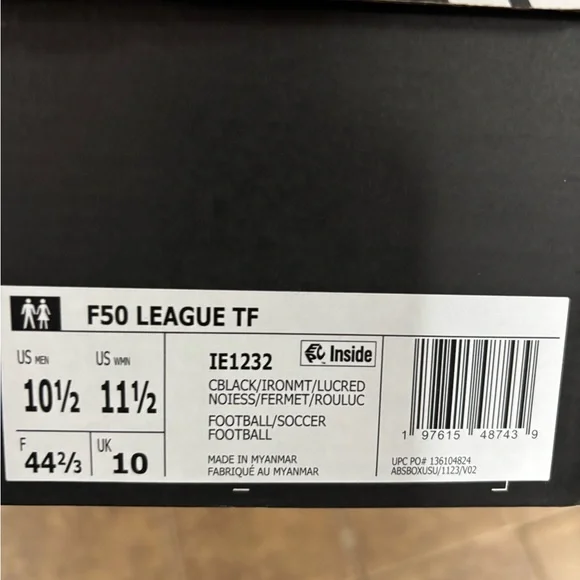 F50 LEAGUE TF
US MEN
10½
US WMN
11½
F
44⅔
UK
10
IE1232
Inside
CBLACK/IRONMT/LUCRED
NOIESS/FERMET/ROULUC
FOOTBALL/SOCCER
FOOTBALL
MADE IN MYANMAR
FABRIQUÉ AU MYANMAR
1 97615 48743 9
UPC PO# 136104824
ABSBOXUSU/1123/V02